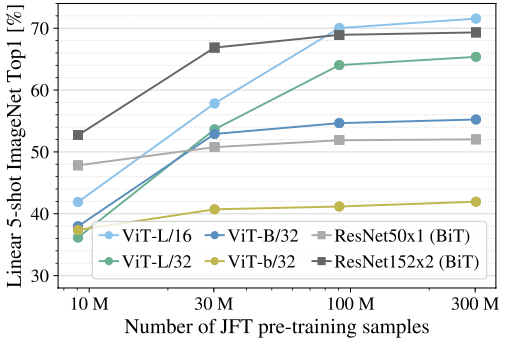 Linear 5-shot ImageNet Top1 [%]
70
60
50
40
30
ViT-L/16 ViT-B/32 ResNet50x1 (BiT)
ViT-L/32 ViT-b/32 ResNet152x2 (BiT)
10 M 30 M 100 M 300 M
Number of JFT pre-training samples